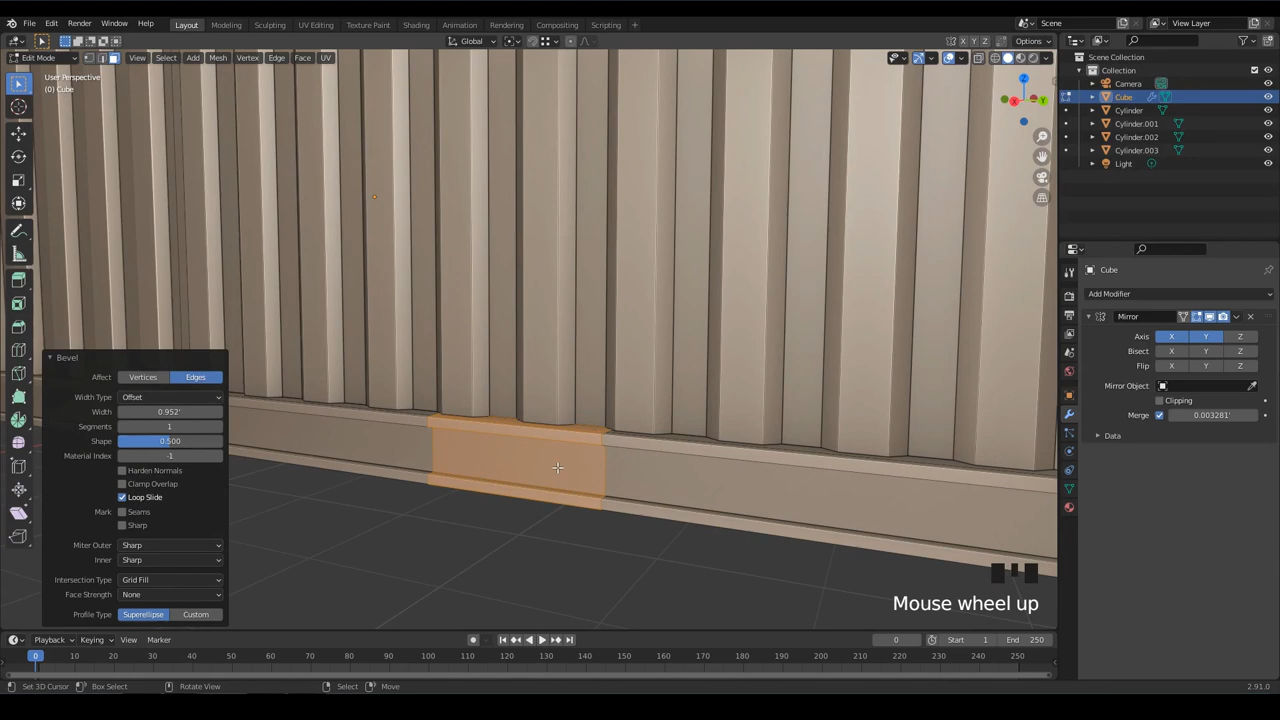 File Edit Render Window Help Layout Modeling Sculpting UV Editing Texture Paint Shading Animation Rendering Compositing Scripting + Scene View Layer
Global X Y Z Options
Edit Mode View Select Add Mesh Vertex Edge Face UV
User Perspective
(0) Cube
Scene Collection
Collection
Camera
Cube
Cylinder
Cylinder.001
Cylinder.002
Cylinder.003
Light
Cube
Add Modifier
Mirror
Axis X Y Z
Bisect X Y Z
Flip X Y Z
Mirror Object
Clipping
Merge 0.003281'
Data
Bevel
Affect Vertices Edges
Width Type Offset
Width 0.952'
Segments 1
Shape 0.500
Material Index -1
Harden Normals
Clamp Overlap
Loop Slide
Mark Seams
Sharp
Miter Outer Sharp
Inner Sharp
Intersection Type Grid Fill
Face Strength None
Profile Type Superellipse Custom
Mouse wheel up
Playback Keying View Marker 0 Start 1 End 250
0 10 20 30 40 50 60 70 80 90 100 110 120 130 140 150 160 170 180 190 200 210 220 230 240 250
Set 3D Cursor Box Select Rotate View Select Move 2.91.0